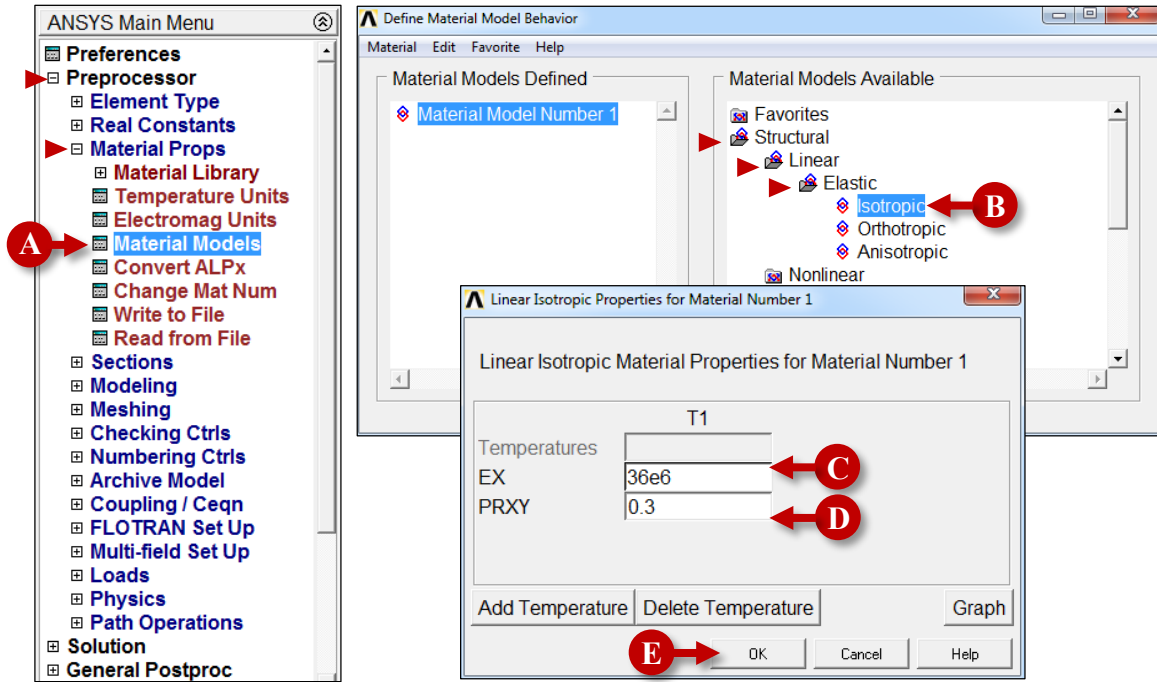 ANSYS Main Menu
Preferences
Preprocessor
Element Type
Real Constants
Material Props
Material Library
Temperature Units
Electromag Units
A
Material Models
Convert ALPx
Change Mat Num
Write to File
Read from File
Sections
Modeling
Meshing
Checking Ctrls
Numbering Ctrls
Archive Model
Coupling / Ceqn
FLOTRAN Set Up
Multi-field Set Up
Loads
Physics
Path Operations
Solution
General Postproc
Define Material Model Behavior
Material Edit Favorite Help
Material Models Defined
Material Model Number 1
Material Models Available
Favorites
Structural
Linear
Elastic
Isotropic
B
Orthotropic
Anisotropic
Nonlinear
Linear Isotropic Properties for Material Number 1
Linear Isotropic Material Properties for Material Number 1
T1
Temperatures
EX 36e6
C
PRXY 0.3
D
Add Temperature Delete Temperature Graph
E
OK Cancel Help